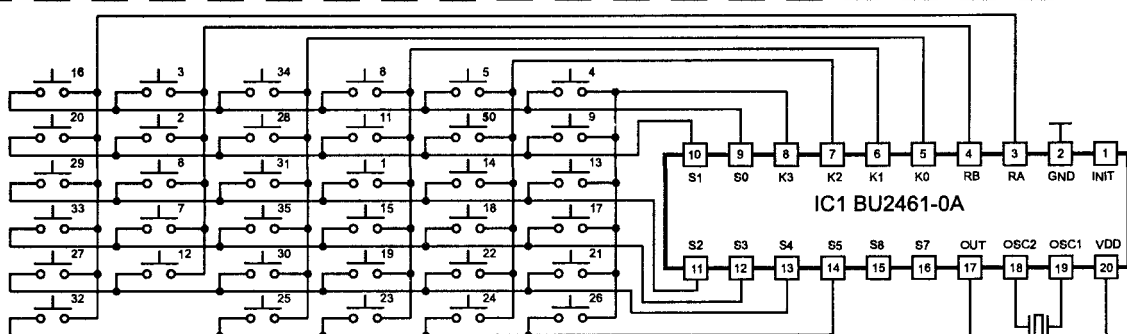 16 3 34 8 5 4
20 2 28 11 50 9
29 8 31 1 14 13
33 7 35 15 18 17
27 12 30 19 22 21
32 25 23 24 26
10 9 8 7 6 5 4 3 2 1
S1 S0 K3 K2 K1 K0 RB RA GND INIT
IC1 BU2461-0A
S2 S3 S4 S5 S6 S7 OUT OSC2 OSC1 VDD
11 12 13 14 15 16 17 18 19 20